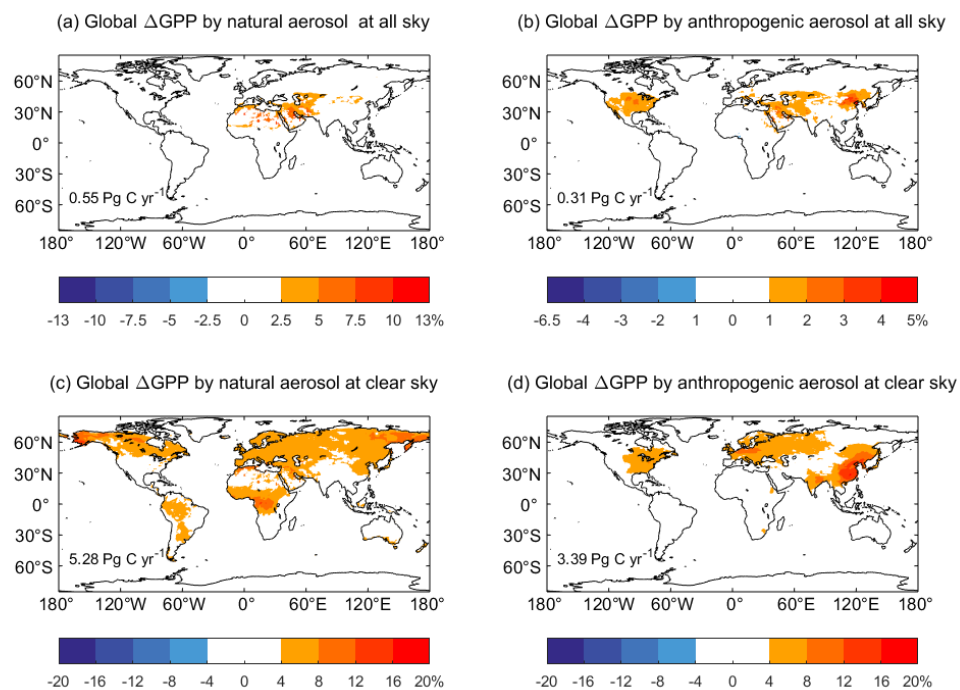 (a) Global ΔGPP by natural aerosol at all sky
60°N
30°N
0°
30°S
60°S
0.55 Pg C yr-1
180° 120°W 60°W 0° 60°E 120°E 180°
-13 -10 -7.5 -5 -2.5 0 2.5 5 7.5 10 13%
(b) Global ΔGPP by anthropogenic aerosol at all sky
60°N
30°N
0°
30°S
60°S
0.31 Pg C yr-1
180° 120°W 60°W 0° 60°E 120°E 180°
-6.5 -4 -3 -2 1 0 1 2 3 4 5%
(c) Global ΔGPP by natural aerosol at clear sky
60°N
30°N
0°
30°S
60°S
5.28 Pg C yr-1
180° 120°W 60°W 0° 60°E 120°E 180°
-20 -16 -12 -8 -4 0 4 8 12 16 20%
(d) Global ΔGPP by anthropogenic aerosol at clear sky
60°N
30°N
0°
30°S
60°S
3.39 Pg C yr-1
180° 120°W 60°W 0° 60°E 120°E 180°
-20 -16 -12 -8 -4 0 4 8 12 16 20%